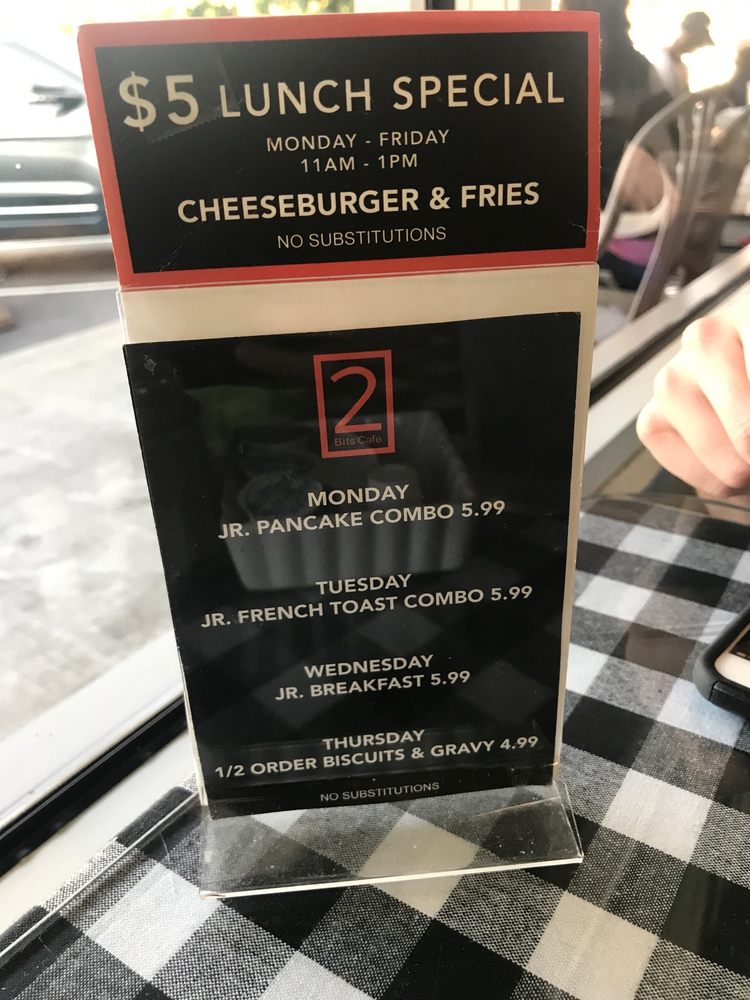 $5 LUNCH SPECIAL
MONDAY - FRIDAY
11AM - 1PM
CHEESEBURGER & FRIES
NO SUBSTITUTIONS
2
Bits Cafe
MONDAY
JR. PANCAKE COMBO 5.99
TUESDAY
JR. FRENCH TOAST COMBO 5.99
WEDNESDAY
JR. BREAKFAST 5.99
THURSDAY
1/2 ORDER BISCUITS & GRAVY 4.99
NO SUBSTITUTIONS